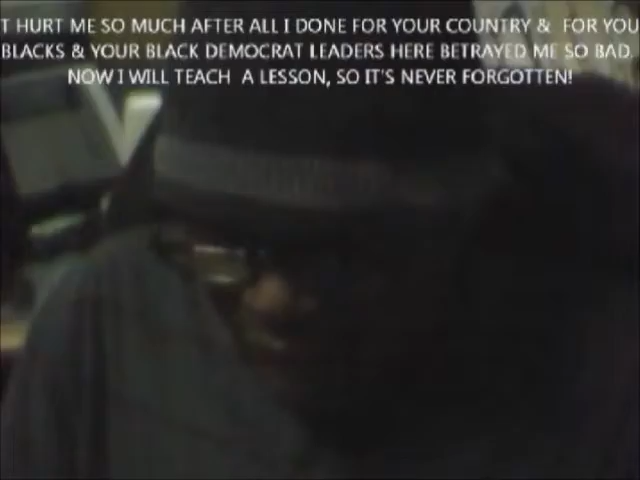 T HURT ME SO MUCH AFTER ALL I DONE FOR YOUR COUNTRY & FOR YOU
BLACKS & YOUR BLACK DEMOCRAT LEADERS HERE BETRAYED ME SO BAD.
NOW I WILL TEACH A LESSON, SO IT'S NEVER FORGOTTEN!